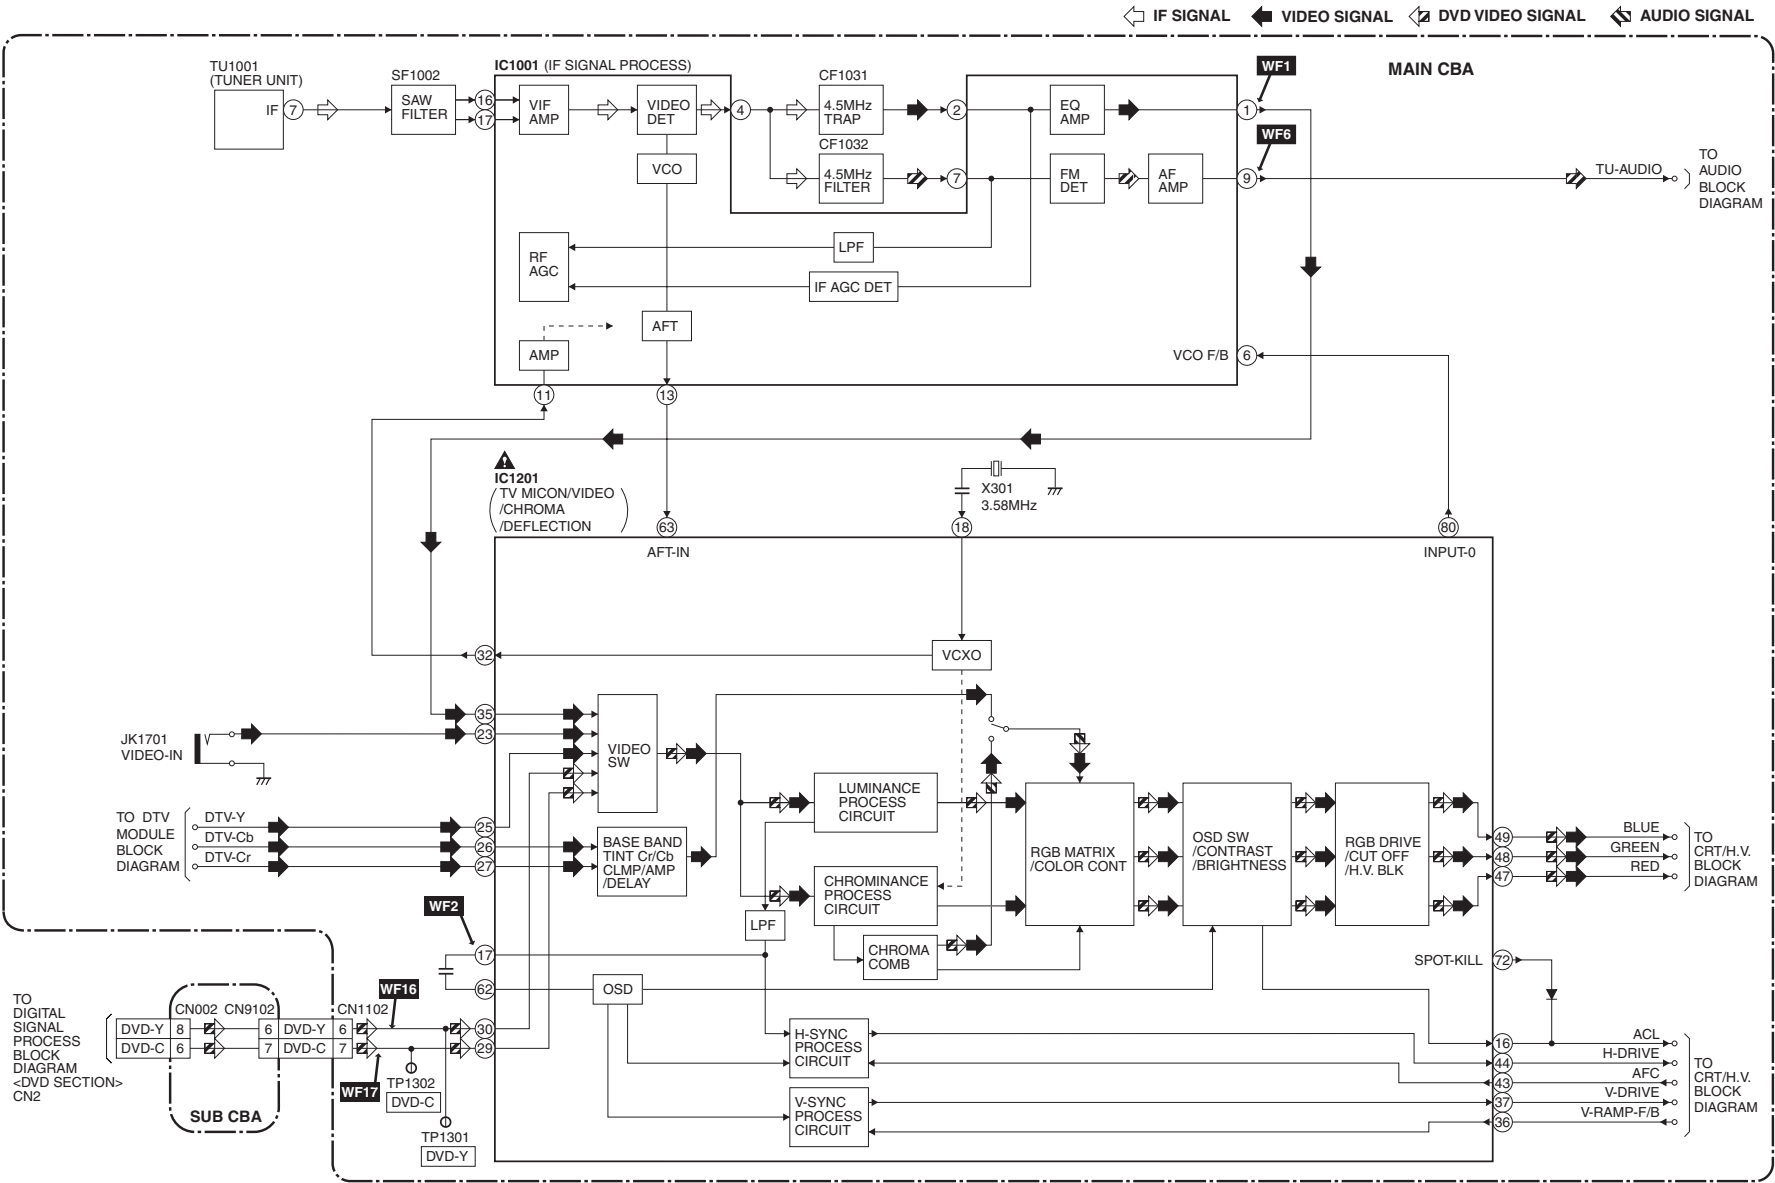 IF SIGNAL VIDEO SIGNAL DVD VIDEO SIGNAL AUDIO SIGNAL
MAIN CBA
TU1001
(TUNER UNIT)
IF 7
SF1002
SAW
FILTER
16
17
IC1001 (IF SIGNAL PROCESS)
VIF
AMP
VIDEO
DET
VCO
4
CF1031
4.5MHz
TRAP
CF1032
4.5MHz
FILTER
2
7
EQ
AMP
FM
DET
AF
AMP
1
WF1
9
WF6
TU-AUDIO
TO
AUDIO
BLOCK
DIAGRAM
RF
AGC
LPF
IF AGC DET
AFT
AMP
VCO F/B 6
11
13
IC1201
TV MICON/VIDEO
/CHROMA
/DEFLECTION
X301
3.58MHz
63
AFT-IN
18
80
INPUT-0
32
VCXO
35
23
JK1701
VIDEO-IN
VIDEO
SW
TO DTV
MODULE
BLOCK
DIAGRAM
DTV-Y
DTV-Cb
DTV-Cr
25
26
27
BASE BAND
TINT Cr/Cb
CLMP/AMP
/DELAY
LUMINANCE
PROCESS
CIRCUIT
CHROMINANCE
PROCESS
CIRCUIT
LPF
CHROMA
COMB
RGB MATRIX
/COLOR CONT
OSD SW
/CONTRAST
/BRIGHTNESS
RGB DRIVE
/CUT OFF
/H.V. BLK
49
48
47
BLUE
GREEN
RED
TO
CRT/H.V.
BLOCK
DIAGRAM
WF2
17
62
OSD
SPOT-KILL 72
TO
DIGITAL
SIGNAL
PROCESS
BLOCK
DIAGRAM
<DVD SECTION>
CN2
CN002 CN9102 CN1102
DVD-Y 8 6 DVD-Y 6
DVD-C 6 7 DVD-C 7
SUB CBA
WF16
WF17
30
29
TP1302
DVD-C
TP1301
DVD-Y
H-SYNC
PROCESS
CIRCUIT
V-SYNC
PROCESS
CIRCUIT
16
44
43
37
36
ACL
H-DRIVE
AFC
V-DRIVE
V-RAMP-F/B
TO
CRT/H.V.
BLOCK
DIAGRAM